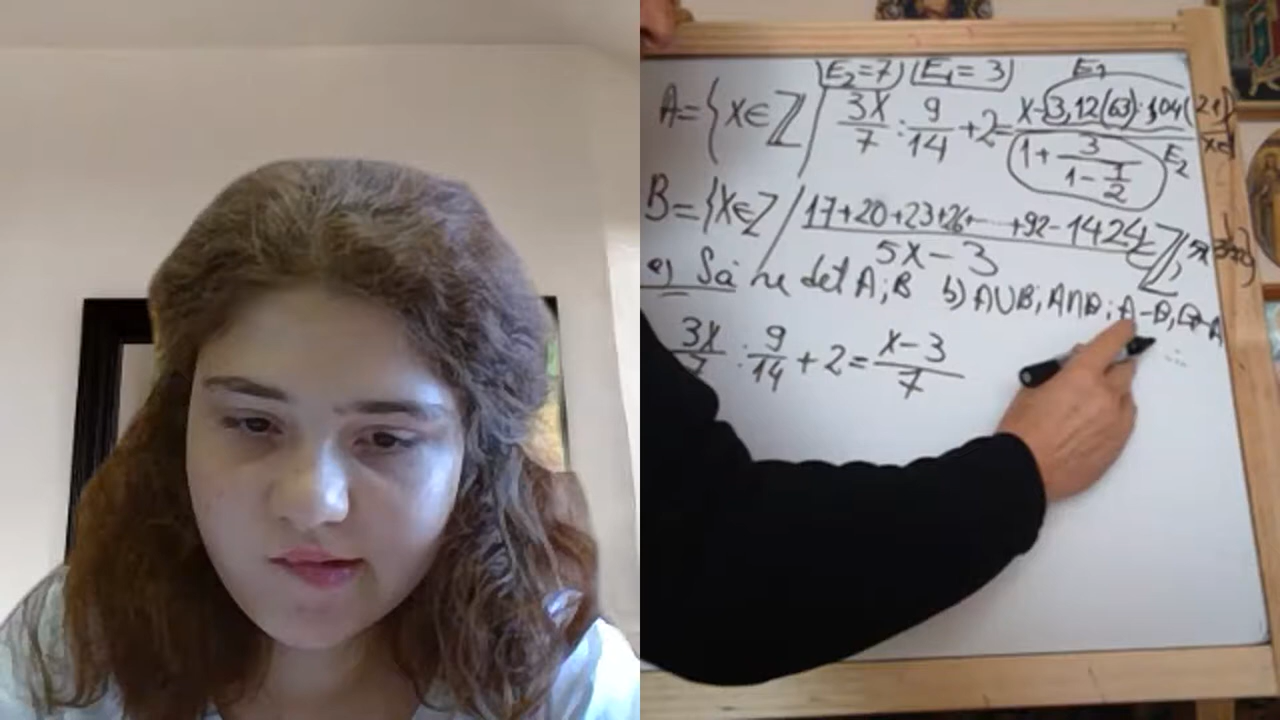 E₂=7 E₁=3 E₁
A={x∈ℤ / 3x/7 : 9/14 + 2 = (x-3,12(63):1,04(21))/(1+3/(1-1/2)) E₂
B={x∈ℤ / (17+20+23+26+...+92-1424)/(5x-3) ∈ℤ;
a) Să se det A;B b) A∪B; A∩B; A-B,B-A
3x/7 : 9/14 + 2 = (x-3)/7